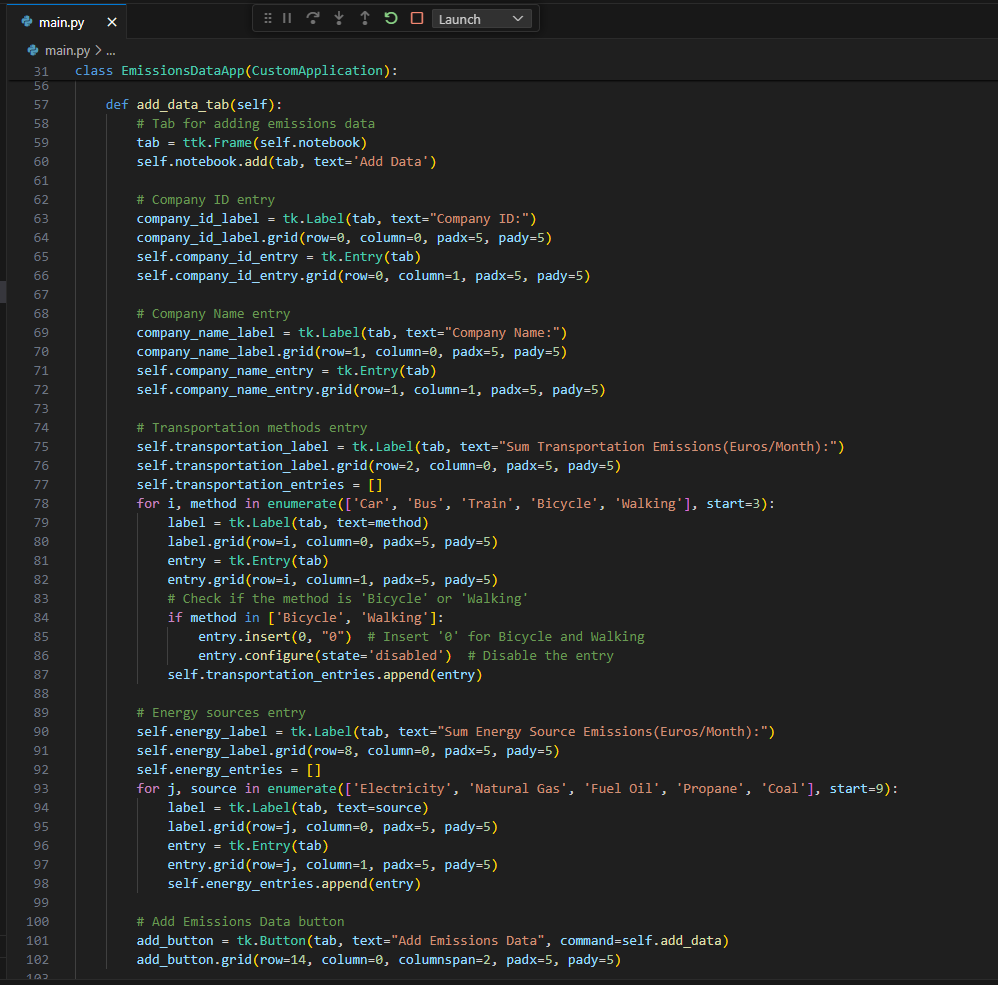 main.py ×
Launch
main.py > ...
31 class EmissionsDataApp(CustomApplication):
56
57     def add_data_tab(self):
58         # Tab for adding emissions data
59         tab = ttk.Frame(self.notebook)
60         self.notebook.add(tab, text='Add Data')
61
62         # Company ID entry
63         company_id_label = tk.Label(tab, text="Company ID:")
64         company_id_label.grid(row=0, column=0, padx=5, pady=5)
65         self.company_id_entry = tk.Entry(tab)
66         self.company_id_entry.grid(row=0, column=1, padx=5, pady=5)
67
68         # Company Name entry
69         company_name_label = tk.Label(tab, text="Company Name:")
70         company_name_label.grid(row=1, column=0, padx=5, pady=5)
71         self.company_name_entry = tk.Entry(tab)
72         self.company_name_entry.grid(row=1, column=1, padx=5, pady=5)
73
74         # Transportation methods entry
75         self.transportation_label = tk.Label(tab, text="Sum Transportation Emissions(Euros/Month):")
76         self.transportation_label.grid(row=2, column=0, padx=5, pady=5)
77         self.transportation_entries = []
78         for i, method in enumerate(['Car', 'Bus', 'Train', 'Bicycle', 'Walking'], start=3):
79             label = tk.Label(tab, text=method)
80             label.grid(row=i, column=0, padx=5, pady=5)
81             entry = tk.Entry(tab)
82             entry.grid(row=i, column=1, padx=5, pady=5)
83             # Check if the method is 'Bicycle' or 'Walking'
84             if method in ['Bicycle', 'Walking']:
85                 entry.insert(0, "0")  # Insert '0' for Bicycle and Walking
86                 entry.configure(state='disabled')  # Disable the entry
87             self.transportation_entries.append(entry)
88
89         # Energy sources entry
90         self.energy_label = tk.Label(tab, text="Sum Energy Source Emissions(Euros/Month):")
91         self.energy_label.grid(row=8, column=0, padx=5, pady=5)
92         self.energy_entries = []
93         for j, source in enumerate(['Electricity', 'Natural Gas', 'Fuel Oil', 'Propane', 'Coal'], start=9):
94             label = tk.Label(tab, text=source)
95             label.grid(row=j, column=0, padx=5, pady=5)
96             entry = tk.Entry(tab)
97             entry.grid(row=j, column=1, padx=5, pady=5)
98             self.energy_entries.append(entry)
99
100         # Add Emissions Data button
101         add_button = tk.Button(tab, text="Add Emissions Data", command=self.add_data)
102         add_button.grid(row=14, column=0, columnspan=2, padx=5, pady=5)
103